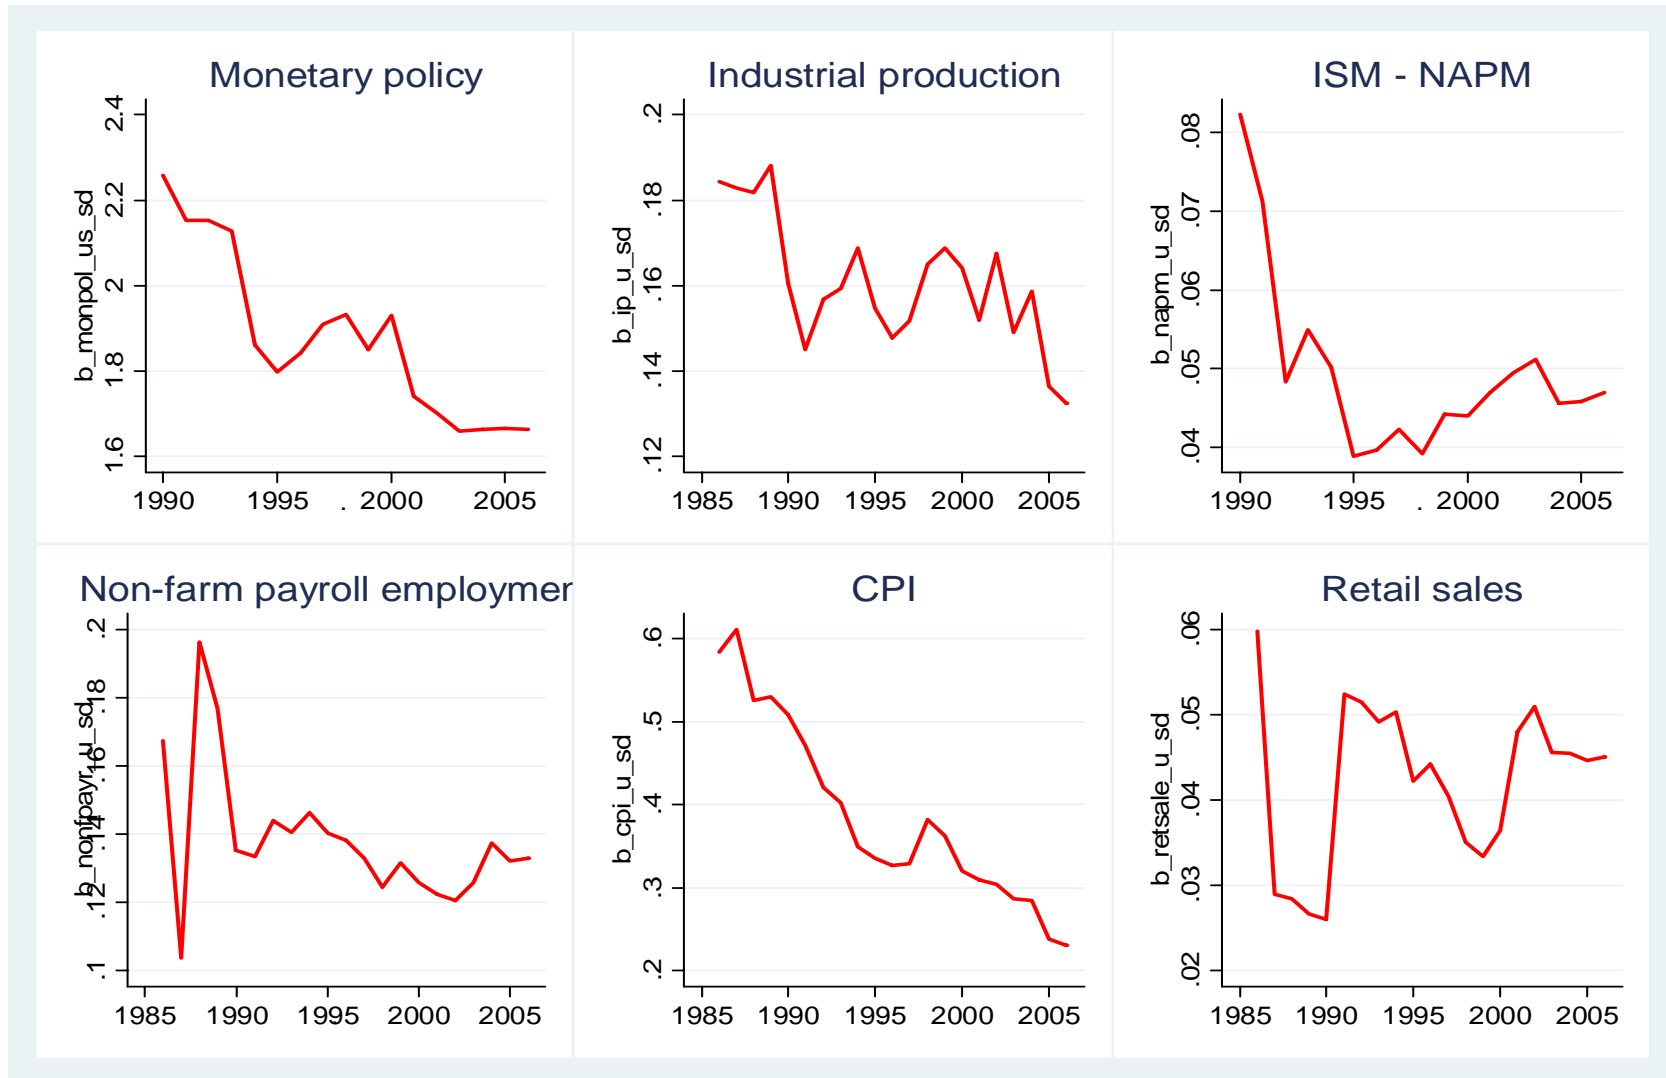 Monetary policy
b_monpol_us_sd
2.4
2.2
2
1.8
1.6
1990 1995 . 2000 2005
Industrial production
b_ip_u_sd
.2
.18
.16
.14
.12
1985 1990 1995 2000 2005
ISM - NAPM
b_napm_u_sd
.08
.07
.06
.05
.04
1990 1995 . 2000 2005
Non-farm payroll employmen
b_nonfpayr_u_sd
.2
.18
.16
.14
.12
.1
1985 1990 1995 2000 2005
CPI
b_cpi_u_sd
.6
.5
.4
.3
.2
1985 1990 1995 2000 2005
Retail sales
b_retsale_u_sd
.06
.05
.04
.03
.02
1985 1990 1995 2000 2005